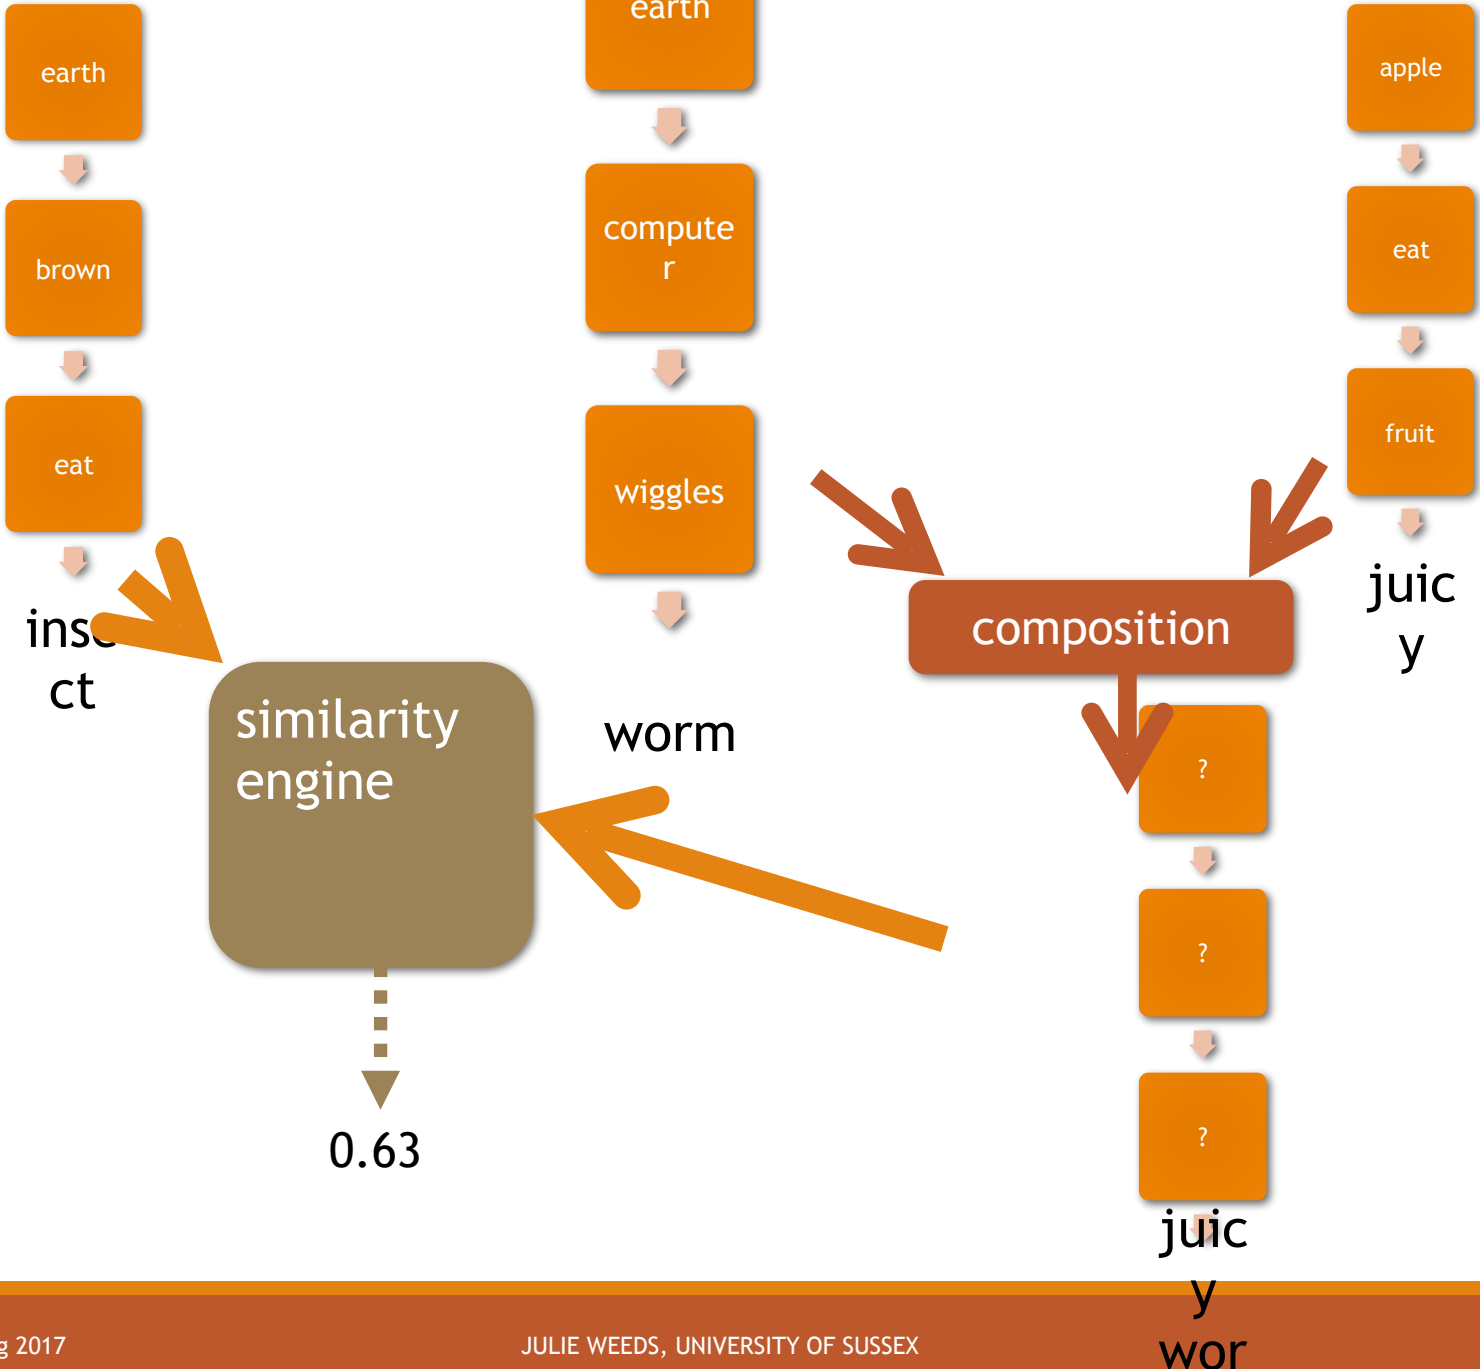 earth
brown
eat
inse
ct
earth
compute
r
wiggles
worm
apple
eat
fruit
juic
y
composition
similarity
engine
0.63
?
?
?
juic
y
wor
g 2017
JULIE WEEDS, UNIVERSITY OF SUSSEX